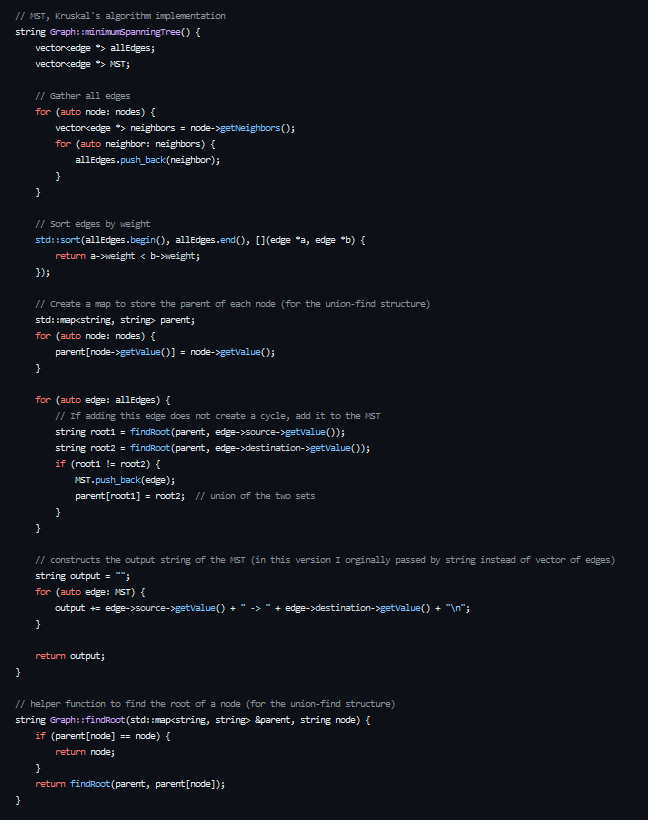 // MST, Kruskal's algorithm implementation
string Graph::minimumSpanningTree() {
    vector<edge *> allEdges;
    vector<edge *> MST;

    // Gather all edges
    for (auto node: nodes) {
        vector<edge *> neighbors = node->getNeighbors();
        for (auto neighbor: neighbors) {
            allEdges.push_back(neighbor);
        }
    }

    // Sort edges by weight
    std::sort(allEdges.begin(), allEdges.end(), [](edge *a, edge *b) {
        return a->weight < b->weight;
    });

    // Create a map to store the parent of each node (for the union-find structure)
    std::map<string, string> parent;
    for (auto node: nodes) {
        parent[node->getValue()] = node->getValue();
    }

    for (auto edge: allEdges) {
        // If adding this edge does not create a cycle, add it to the MST
        string root1 = findRoot(parent, edge->source->getValue());
        string root2 = findRoot(parent, edge->destination->getValue());
        if (root1 != root2) {
            MST.push_back(edge);
            parent[root1] = root2;  // union of the two sets
        }
    }

    // constructs the output string of the MST (in this version I orginally passed by string instead of vector of edges)
    string output = "";
    for (auto edge: MST) {
        output += edge->source->getValue() + " -> " + edge->destination->getValue() + "\n";
    }

    return output;
}

// helper function to find the root of a node (for the union-find structure)
string Graph::findRoot(std::map<string, string> &parent, string node) {
    if (parent[node] == node) {
        return node;
    }
    return findRoot(parent, parent[node]);
}